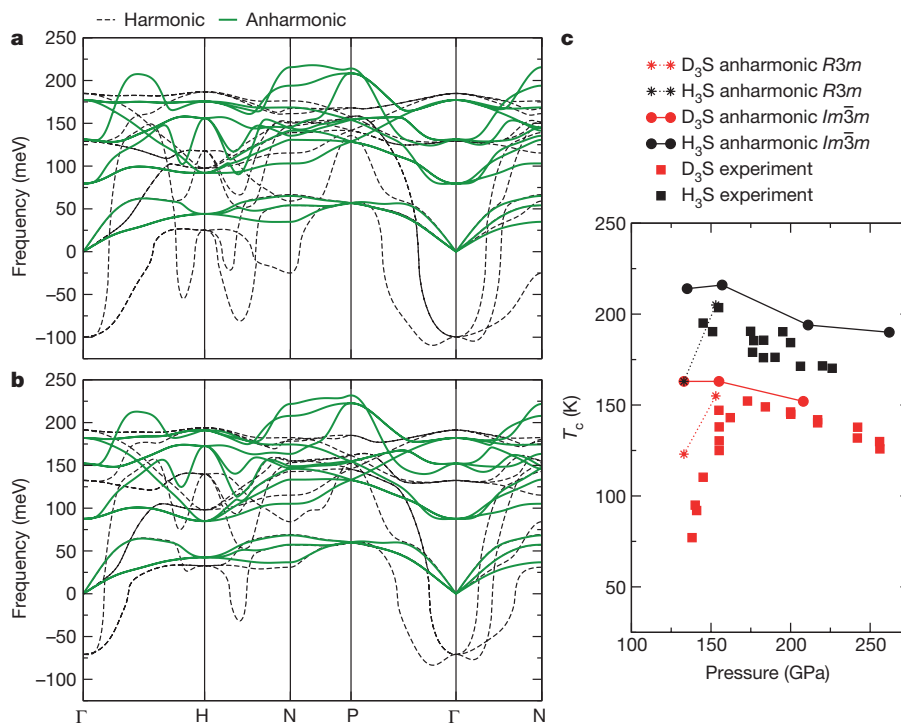 Harmonic Anharmonic
a
250
200
150
100
50
0
−50
−100
Frequency (meV)
b
250
200
150
100
50
0
−50
−100
Frequency (meV)
Γ H N P Γ N
c
D3S anharmonic R3m
H3S anharmonic R3m
D3S anharmonic Im3̄m
H3S anharmonic Im3̄m
D3S experiment
H3S experiment
250
200
150
100
50
Tc (K)
100 150 200 250
Pressure (GPa)